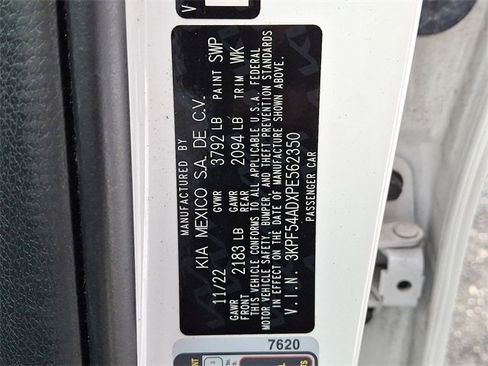 MANUFACTURED BY
KIA MEXICO S.A. DE C.V.
11/22 GVWR 3792 LB PAINT SWP
GAWR FRONT 2183 LB GAWR REAR 2094 LB TRIM WK
THIS VEHICLE CONFORMS TO ALL APPLICABLE U.S.A. FEDERAL
MOTOR VEHICLE SAFETY, BUMPER, AND THEFT PREVENTION STANDARDS
IN EFFECT ON THE DATE OF MANUFACTURE SHOWN ABOVE.
V.I.N. 3KPF54ADXPE562350
PASSENGER CAR
7620